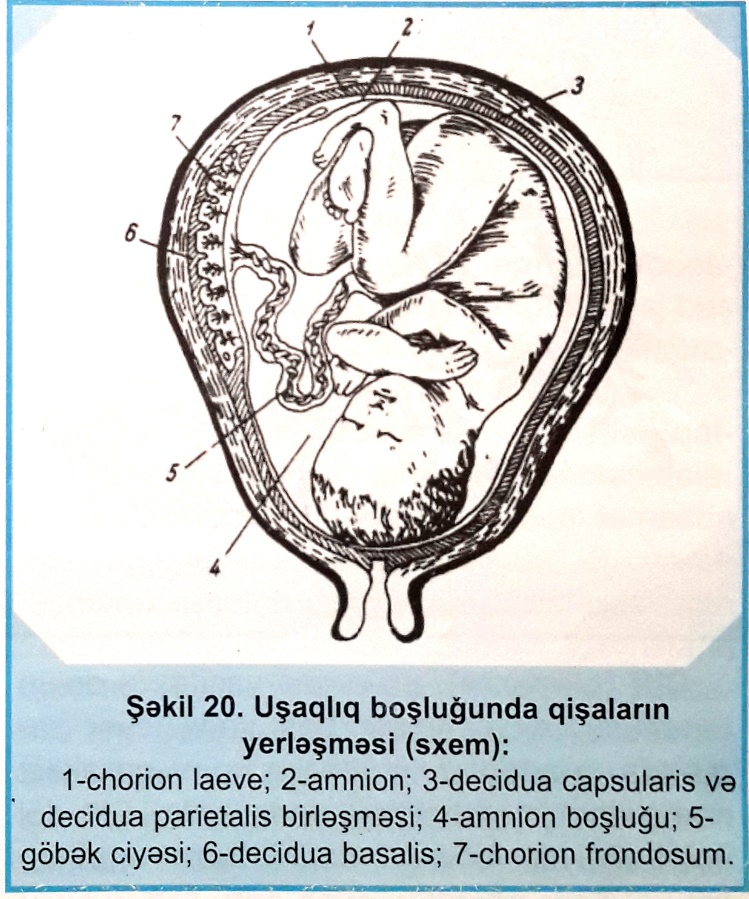 1
2
3
7
6
5
4
Şəkil 20. Uşaqlıq boşluğunda qişaların
yerləşməsi (sxem):
1-chorion laeve; 2-amnion; 3-decidua capsularis və
decidua parietalis birləşməsi; 4-amnion boşluğu; 5-
göbək ciyəsi; 6-decidua basalis; 7-chorion frondosum.